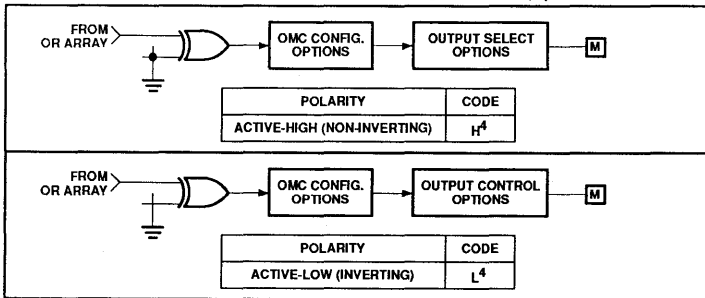 FROM
OR ARRAY
OMC CONFIG.
OPTIONS
OUTPUT SELECT
OPTIONS
M
POLARITY CODE
ACTIVE-HIGH (NON-INVERTING) H4
FROM
OR ARRAY
OMC CONFIG.
OPTIONS
OUTPUT CONTROL
OPTIONS
M
POLARITY CODE
ACTIVE-LOW (INVERTING) L4